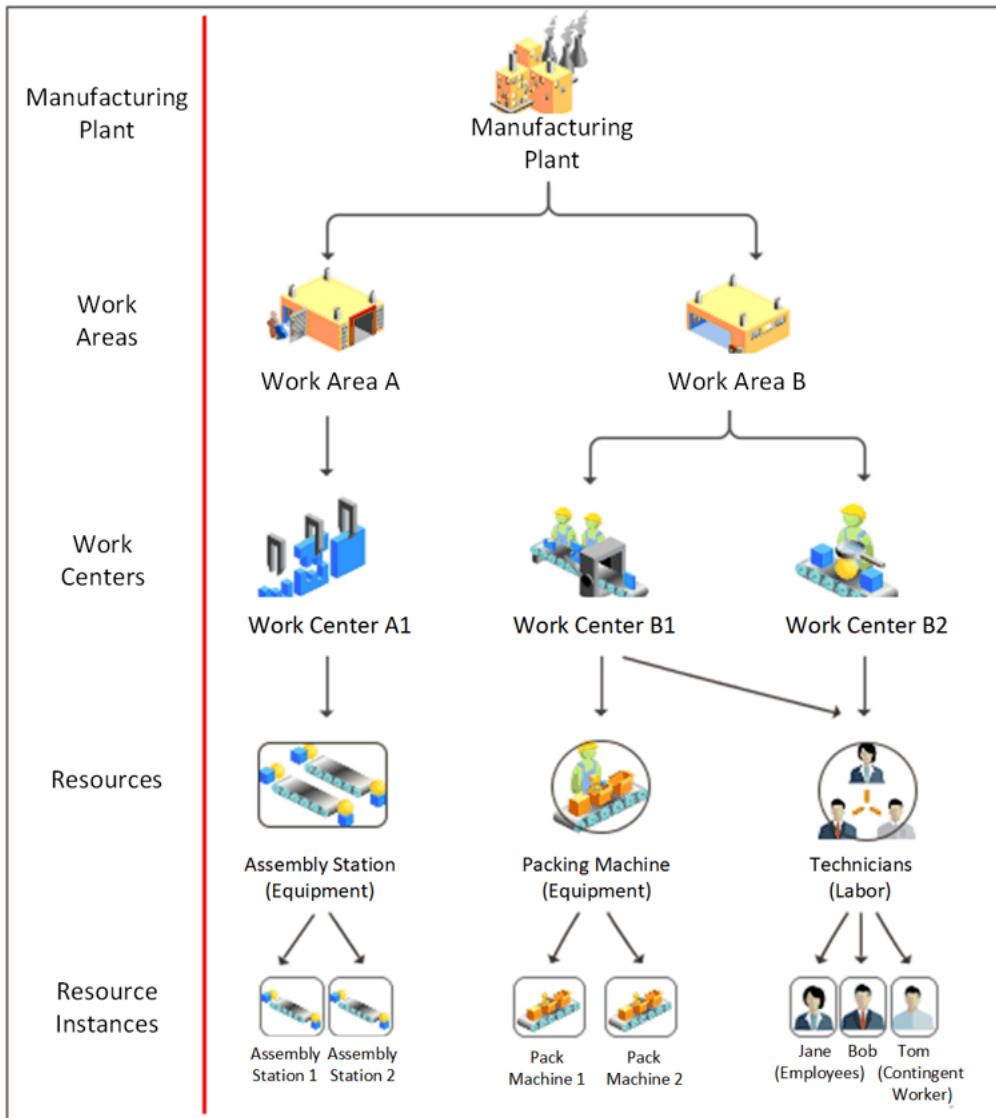 Manufacturing
Plant
Manufacturing
Plant
Work
Areas
Work Area A
Work Area B
Work
Centers
Work Center A1
Work Center B1
Work Center B2
Resources
Assembly Station
(Equipment)
Packing Machine
(Equipment)
Technicians
(Labor)
Resource
Instances
Assembly
Station 1
Assembly
Station 2
Pack
Machine 1
Pack
Machine 2
Jane
Bob
(Employees)
Tom
(Contingent
Worker)